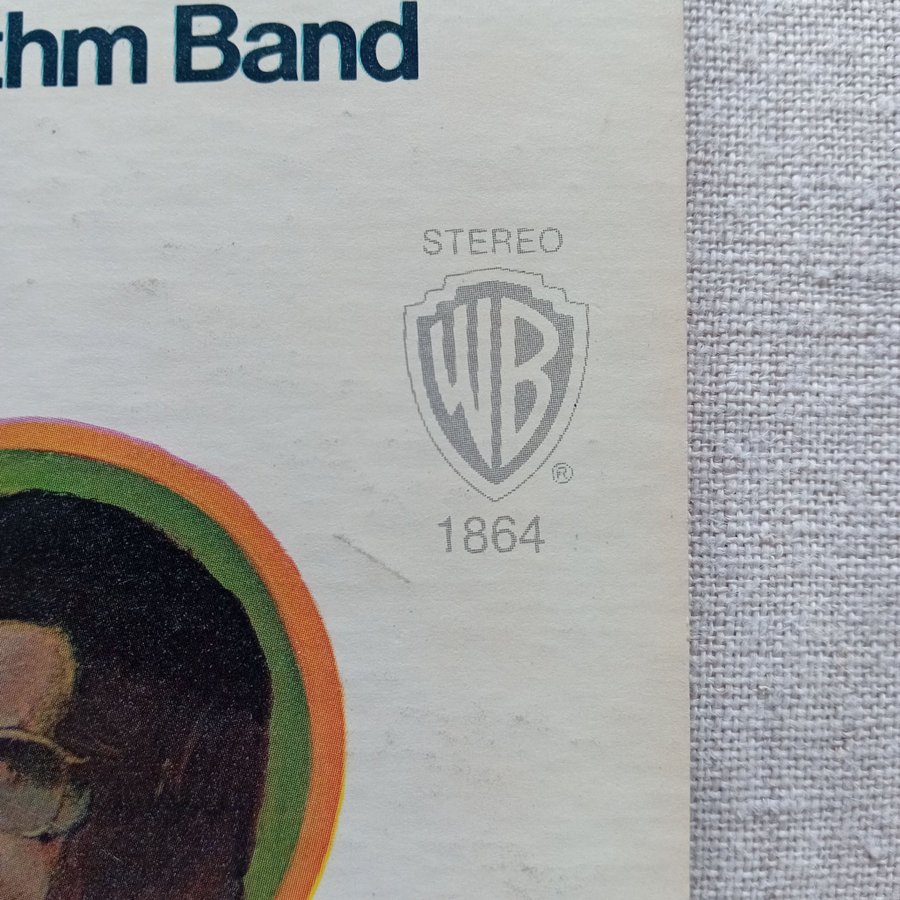 thm Band
STEREO
WB
®
1864